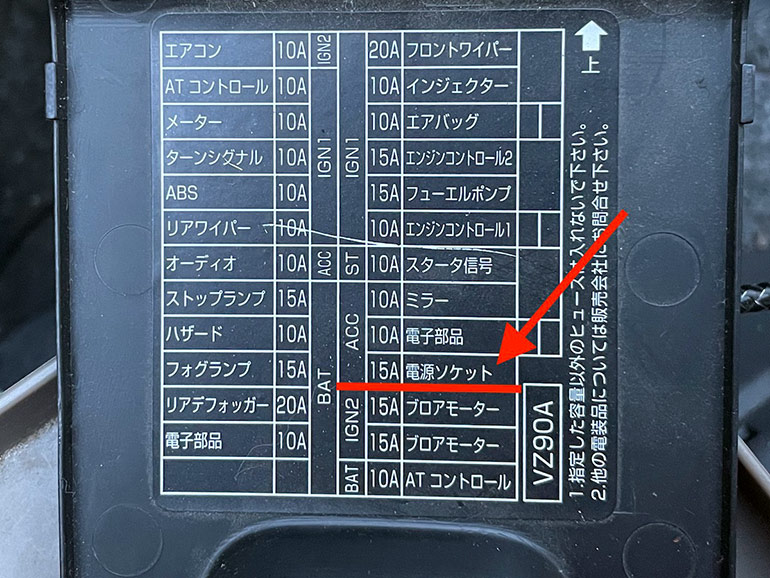 エアコン 10A IGN2 20A フロントワイパー
ATコントロール 10A IGN1 IGN1 10A インジェクター
メーター 10A 10A エアバッグ
ターンシグナル 10A 15A エンジンコントロール2
ABS 10A 15A フューエルポンプ
リアワイパー 10A 10A エンジンコントロール1
オーディオ 10A ACC ST 10A スタータ信号
ストップランプ 15A BAT ACC 10A ミラー
ハザード 10A 10A 電子部品
フォグランプ 15A 15A 電源ソケット
リアデフォッガー 20A IGN2 15A ブロアモーター
電子部品 10A 15A ブロアモーター
BAT 10A ATコントロール
VZ90A
上
1.指定した容量以外のヒューズは入れないで下さい。
2.他の電装品については販売会社にお問合せ下さい。